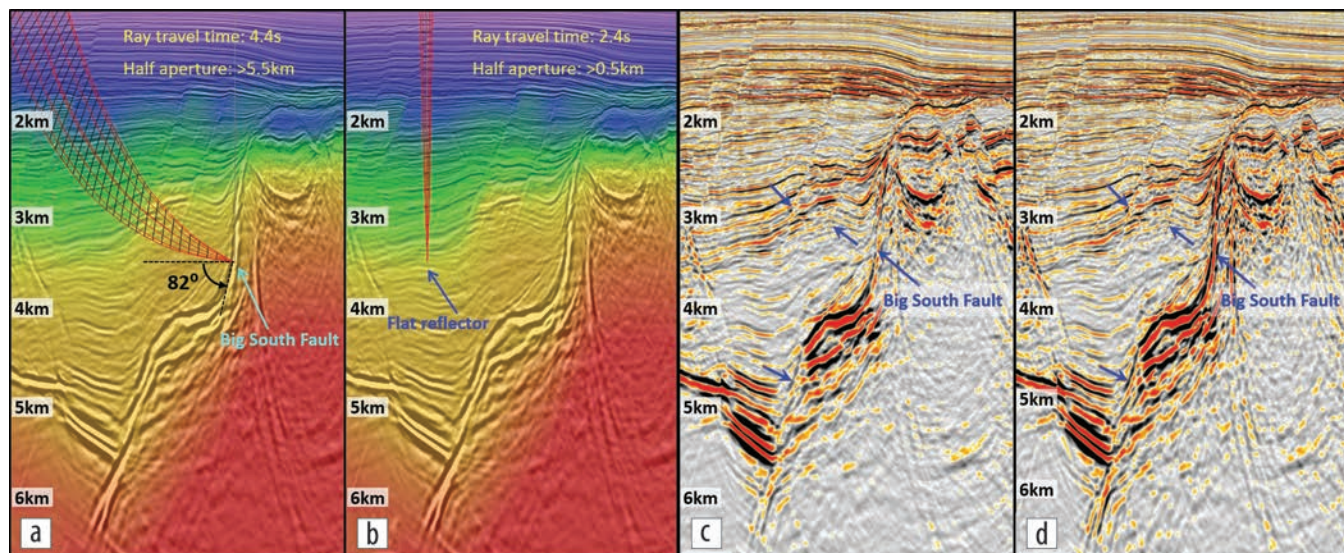 Ray travel time: 4.4s
Half aperture: >5.5km
2km
3km
82⁰
4km
Big South Fault
5km
6km
a
Ray travel time: 2.4s
Half aperture: >0.5km
2km
3km
4km
Flat reflector
5km
6km
b
2km
3km
Big South Fault
4km
5km
6km
c
2km
3km
Big South Fault
4km
5km
6km
d